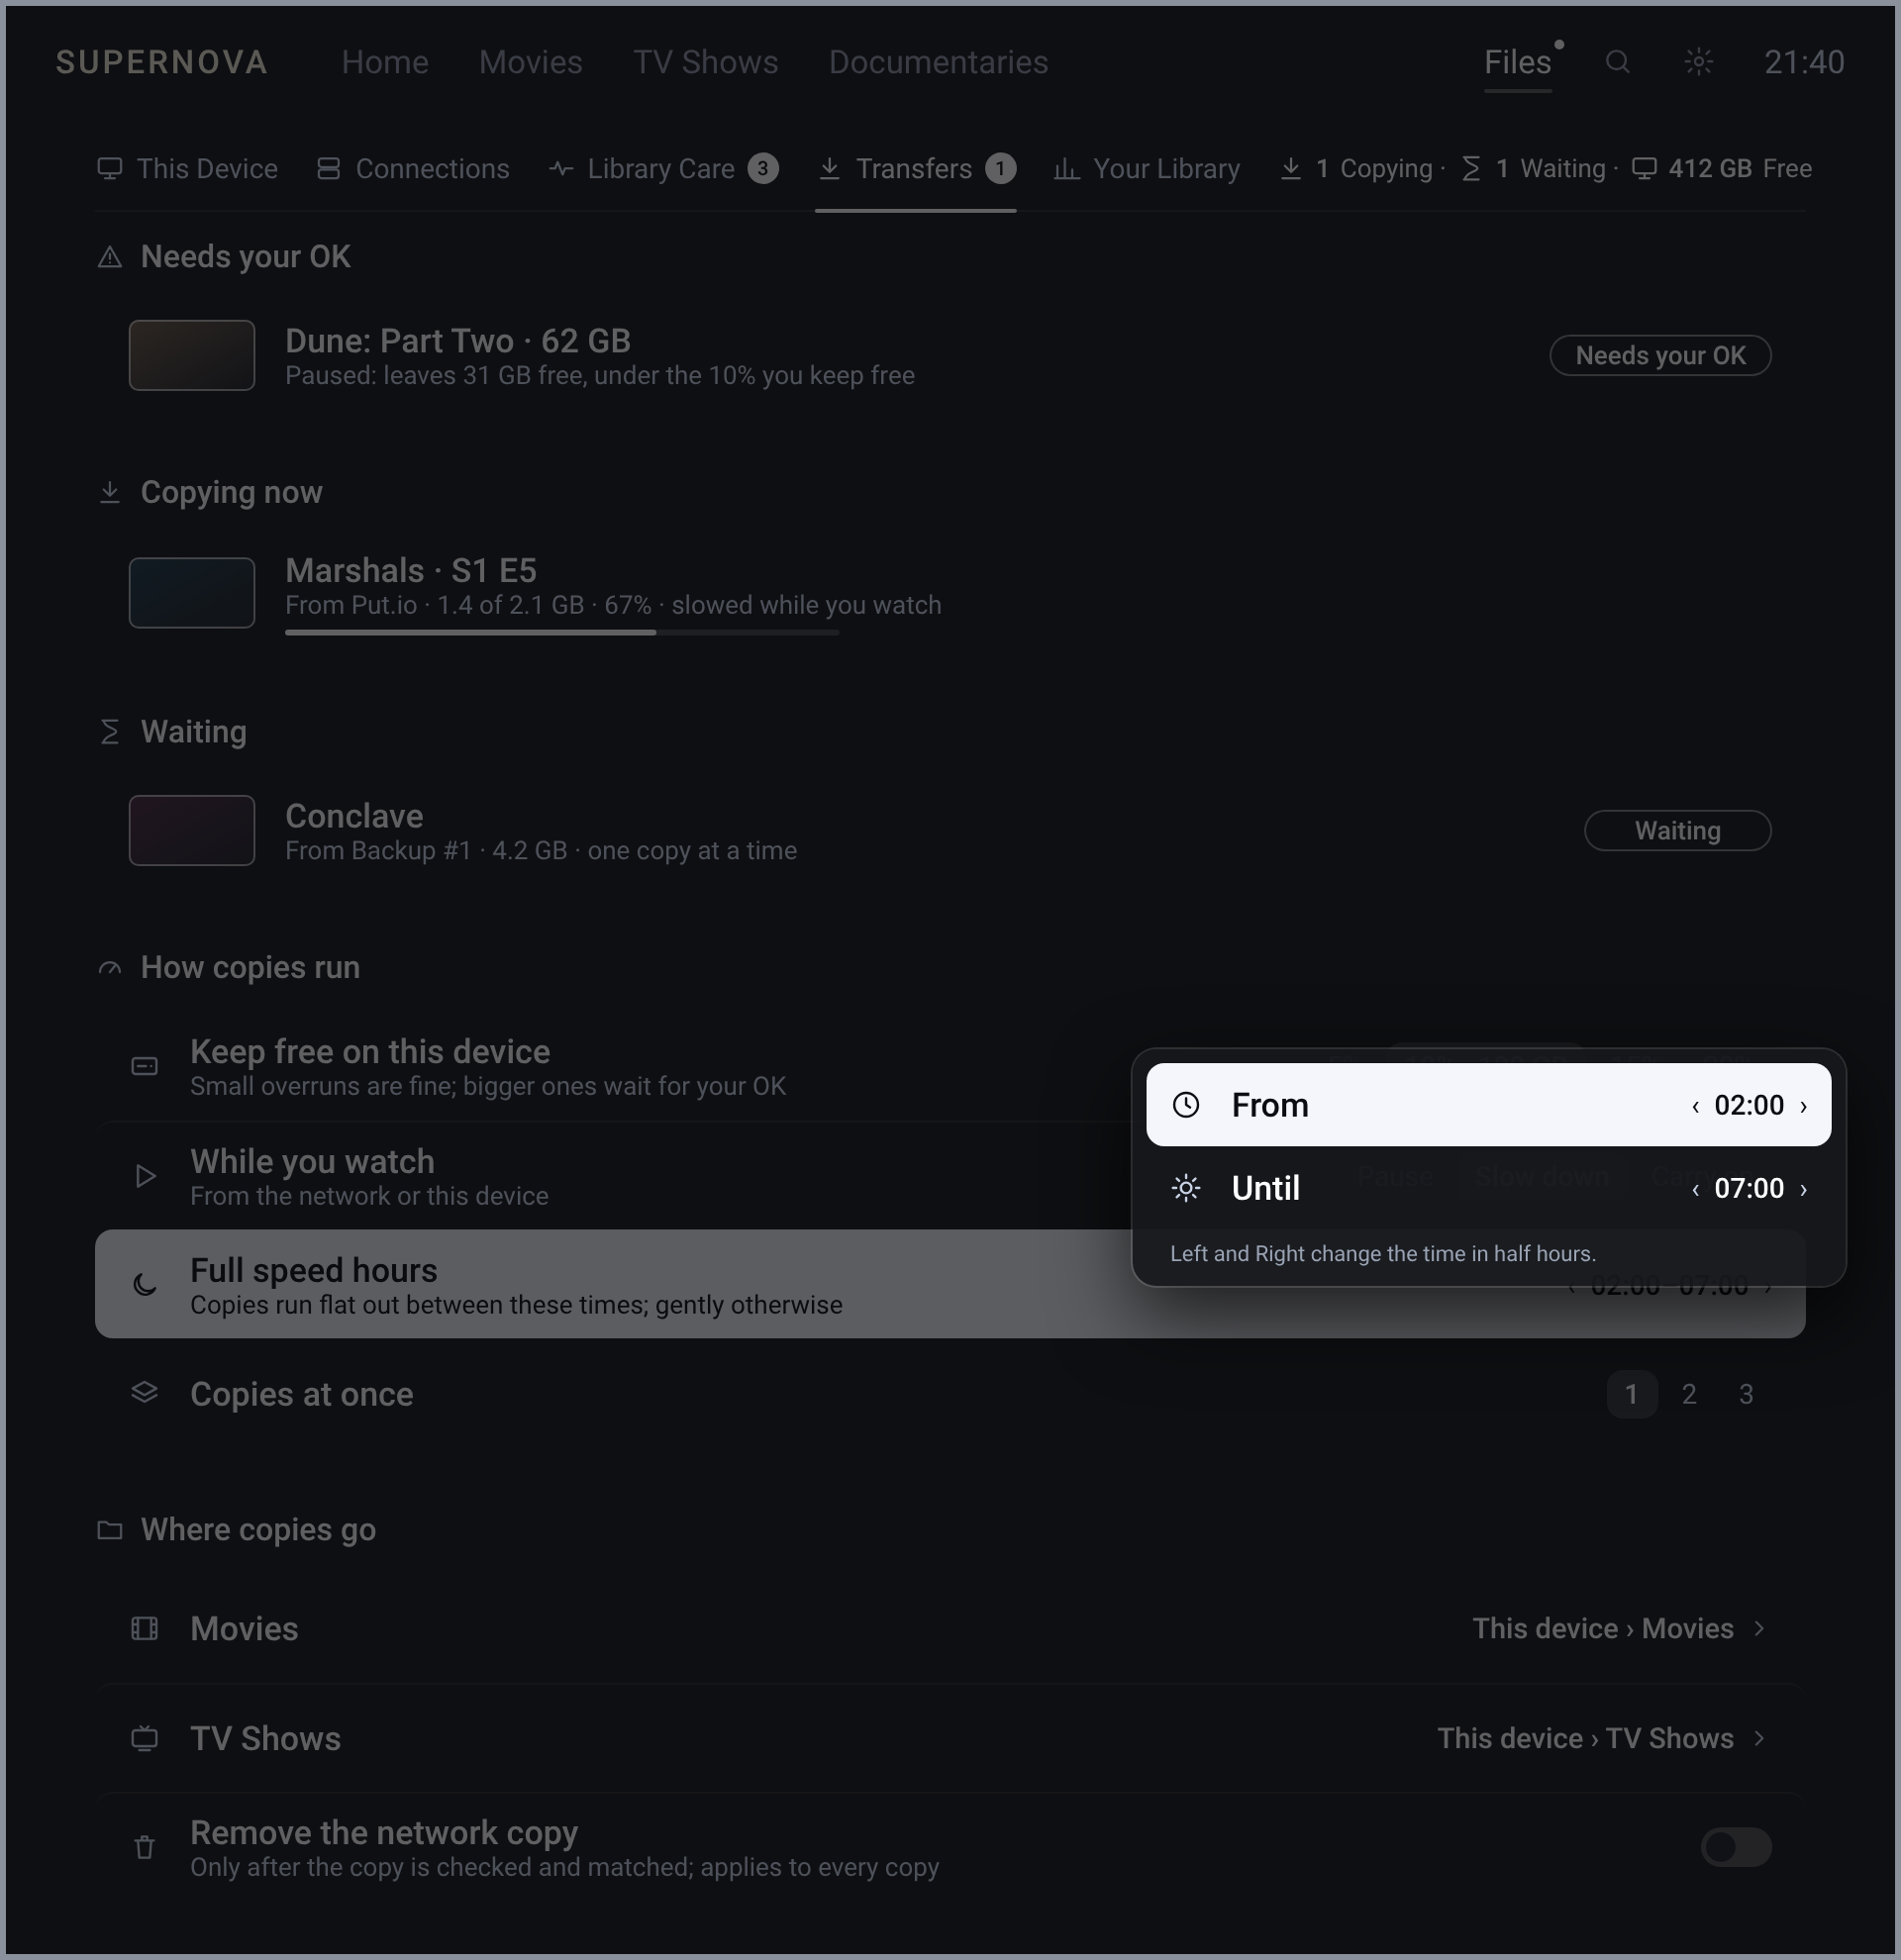 SUPERNOVA Home Movies TV Shows Documentaries Files 21:40
This Device Connections Library Care 3 Transfers 1 Your Library 1 Copying · 1 Waiting · 412 GB Free
Needs your OK
Dune: Part Two · 62 GB
Paused: leaves 31 GB free, under the 10% you keep free
Needs your OK
Copying now
Marshals · S1 E5
From Put.io · 1.4 of 2.1 GB · 67% · slowed while you watch
Waiting
Conclave
From Backup #1 · 4.2 GB · one copy at a time
Waiting
How copies run
Keep free on this device
Small overruns are fine; bigger ones wait for your OK
While you watch
From the network or this device
Pause Slow down
From ‹ 02:00 ›
Until ‹ 07:00 ›
Left and Right change the time in half hours.
Full speed hours
Copies run flat out between these times; gently otherwise
‹ 02:00 07:00 ›
Copies at once 1 2 3
Where copies go
Movies This device › Movies
TV Shows This device › TV Shows
Remove the network copy
Only after the copy is checked and matched; applies to every copy